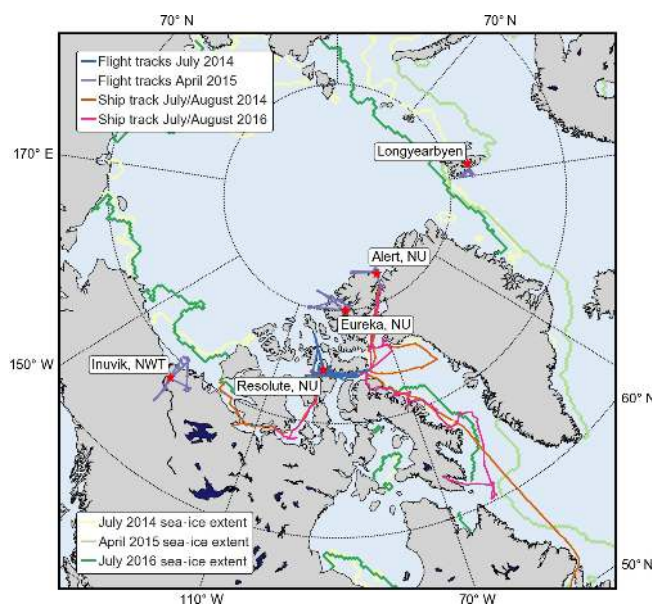 70° N
70° N
Flight tracks July 2014
Flight tracks April 2015
Ship track July/August 2014
Ship track July/August 2016
170° E
Longyearbyen
Alert, NU
Eureka, NU
150° W
Inuvik, NWT
Resolute, NU
60° N
July 2014 sea-ice extent
April 2015 sea-ice extent
July 2016 sea-ice extent
50° N
110° W
70° W